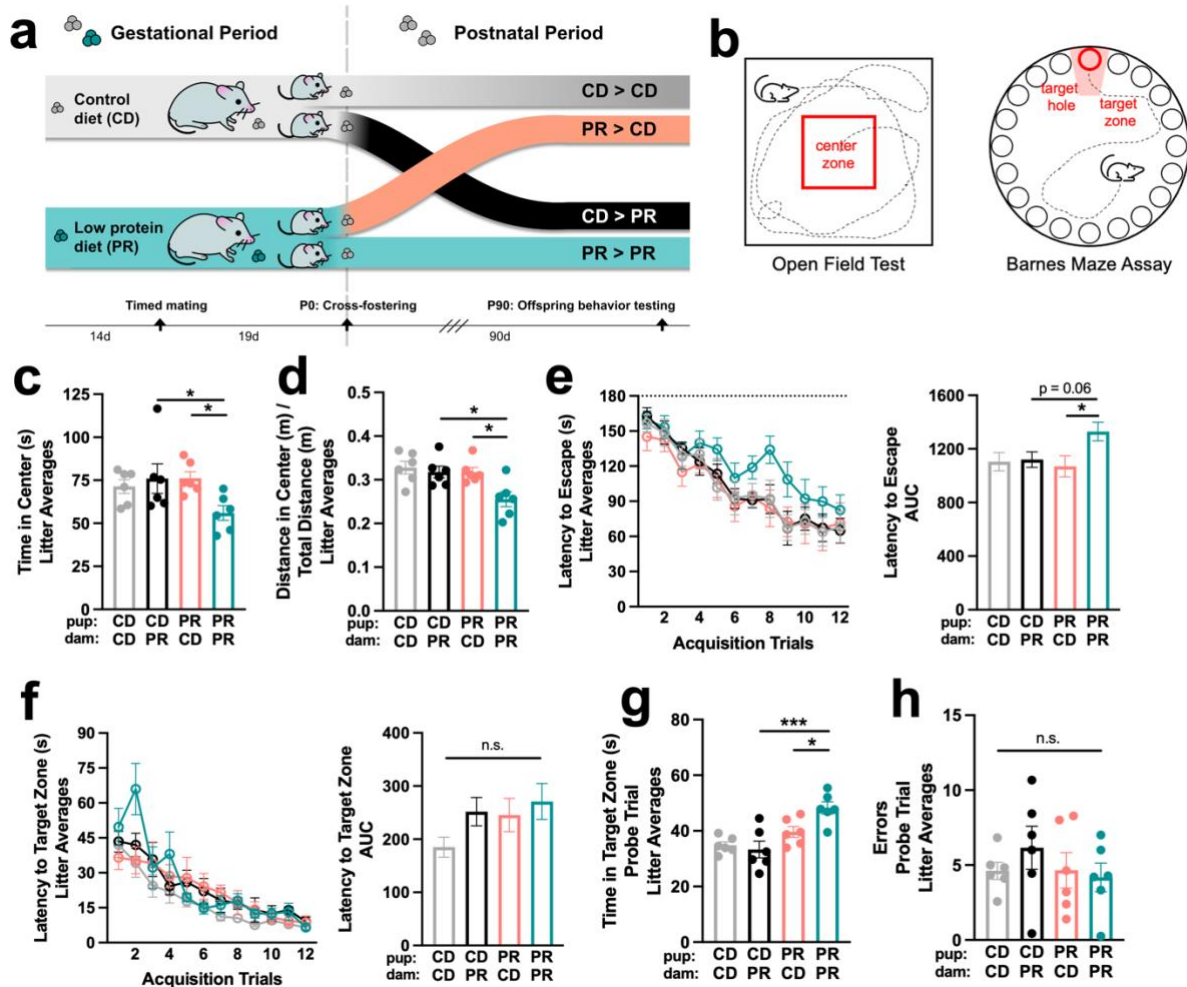 a
Gestational Period
Postnatal Period
Control
diet (CD)
Low protein
diet (PR)
CD > CD
PR > CD
CD > PR
PR > PR
Timed mating
P0: Cross-fostering
P90: Offspring behavior testing
14d
19d
90d
b
center
zone
Open Field Test
target
hole
target
zone
Barnes Maze Assay
c
Time in Center (s)
Litter Averages
125
100
75
50
25
0
*
*
pup: CD CD PR PR
dam: CD PR CD PR
d
Distance in Center (m) /
Total Distance (m)
Litter Averages
0.5
0.4
0.3
0.2
0.1
0.0
*
*
pup: CD CD PR PR
dam: CD PR CD PR
e
Latency to Escape (s)
Litter Averages
180
150
120
90
60
30
0
2 4 6 8 10 12
Acquisition Trials
Latency to Escape
AUC
1600
1200
800
400
0
p = 0.06
*
pup: CD CD PR PR
dam: CD PR CD PR
f
Latency to Target Zone (s)
Litter Averages
90
75
60
45
30
15
0
2 4 6 8 10 12
Acquisition Trials
Latency to Target Zone
AUC
400
300
200
100
0
n.s.
pup: CD CD PR PR
dam: CD PR CD PR
g
Time in Target Zone (s)
Probe Trial
Litter Averages
80
60
40
20
0
***
*
pup: CD CD PR PR
dam: CD PR CD PR
h
Errors
Probe Trial
Litter Averages
15
10
5
0
n.s.
pup: CD CD PR PR
dam: CD PR CD PR